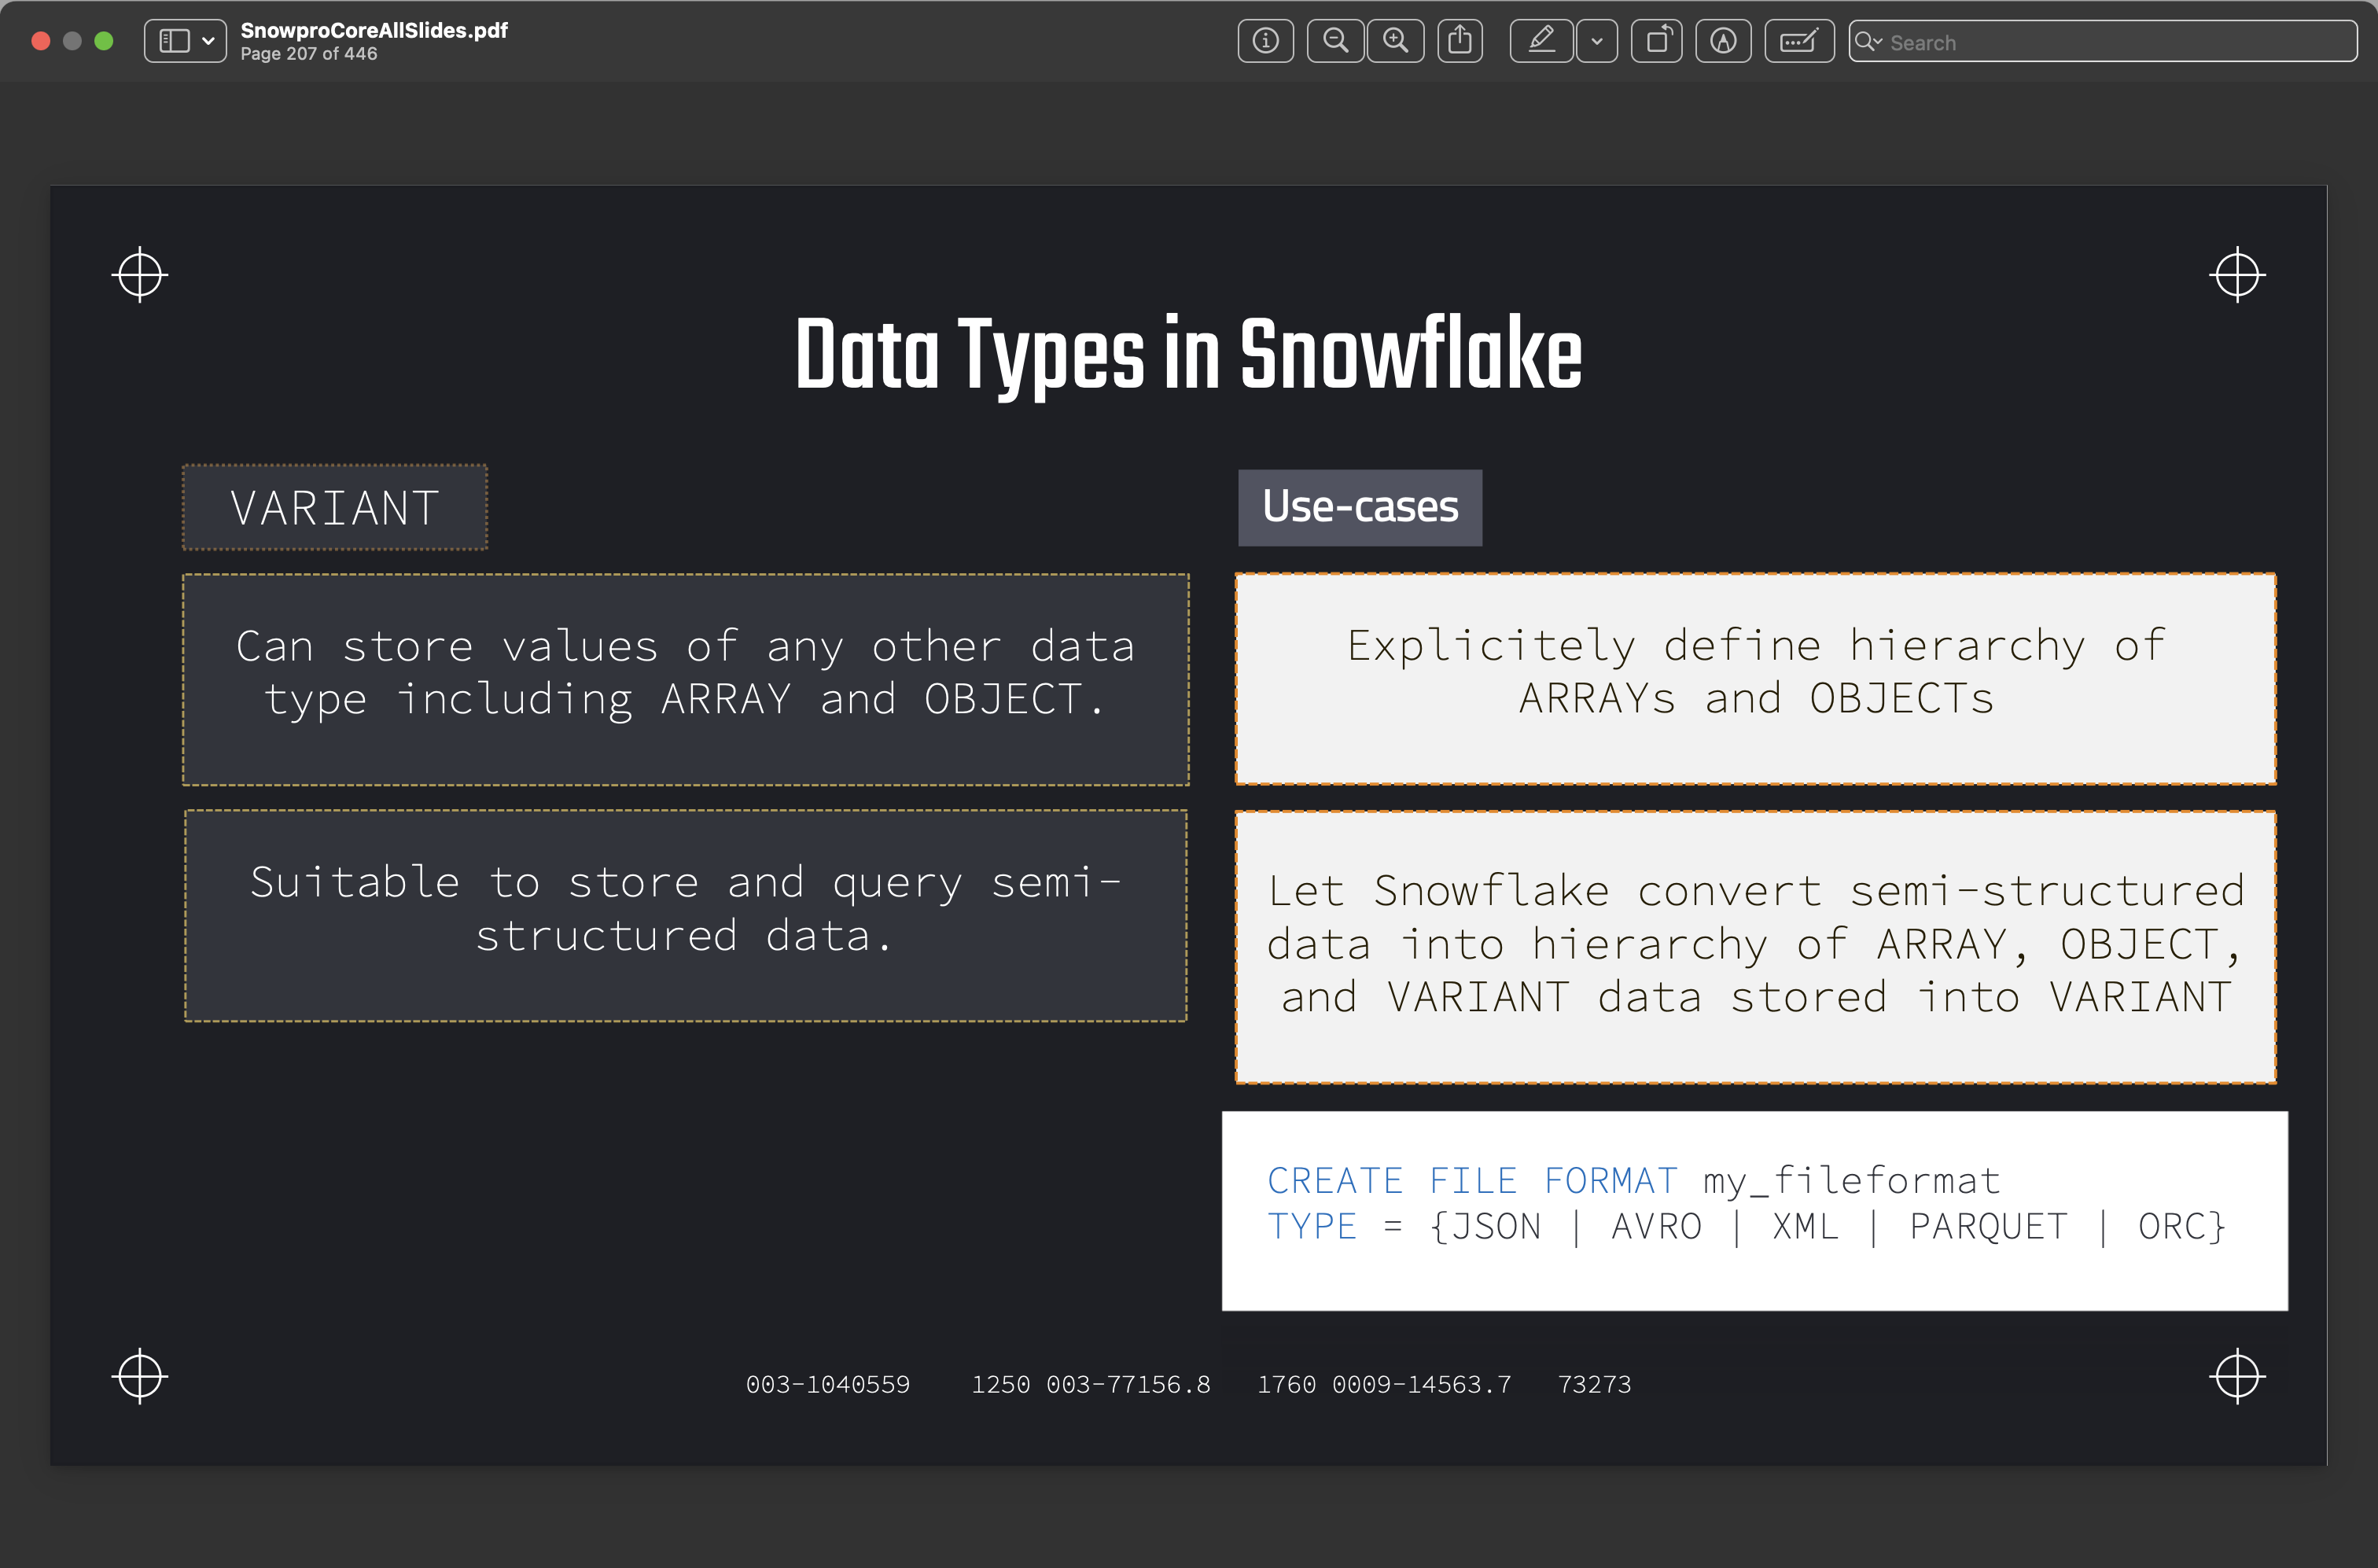 SnowproCoreAllSlides.pdf
Page 207 of 446
Search
Data Types in Snowflake
VARIANT
Can store values of any other data
type including ARRAY and OBJECT.
Suitable to store and query semi-
structured data.
Use-cases
Explicitely define hierarchy of
ARRAYs and OBJECTs
Let Snowflake convert semi-structured
data into hierarchy of ARRAY, OBJECT,
and VARIANT data stored into VARIANT
CREATE FILE FORMAT my_fileformat
TYPE = {JSON | AVRO | XML | PARQUET | ORC}
003-1040559 1250 003-77156.8 1760 0009-14563.7 73273